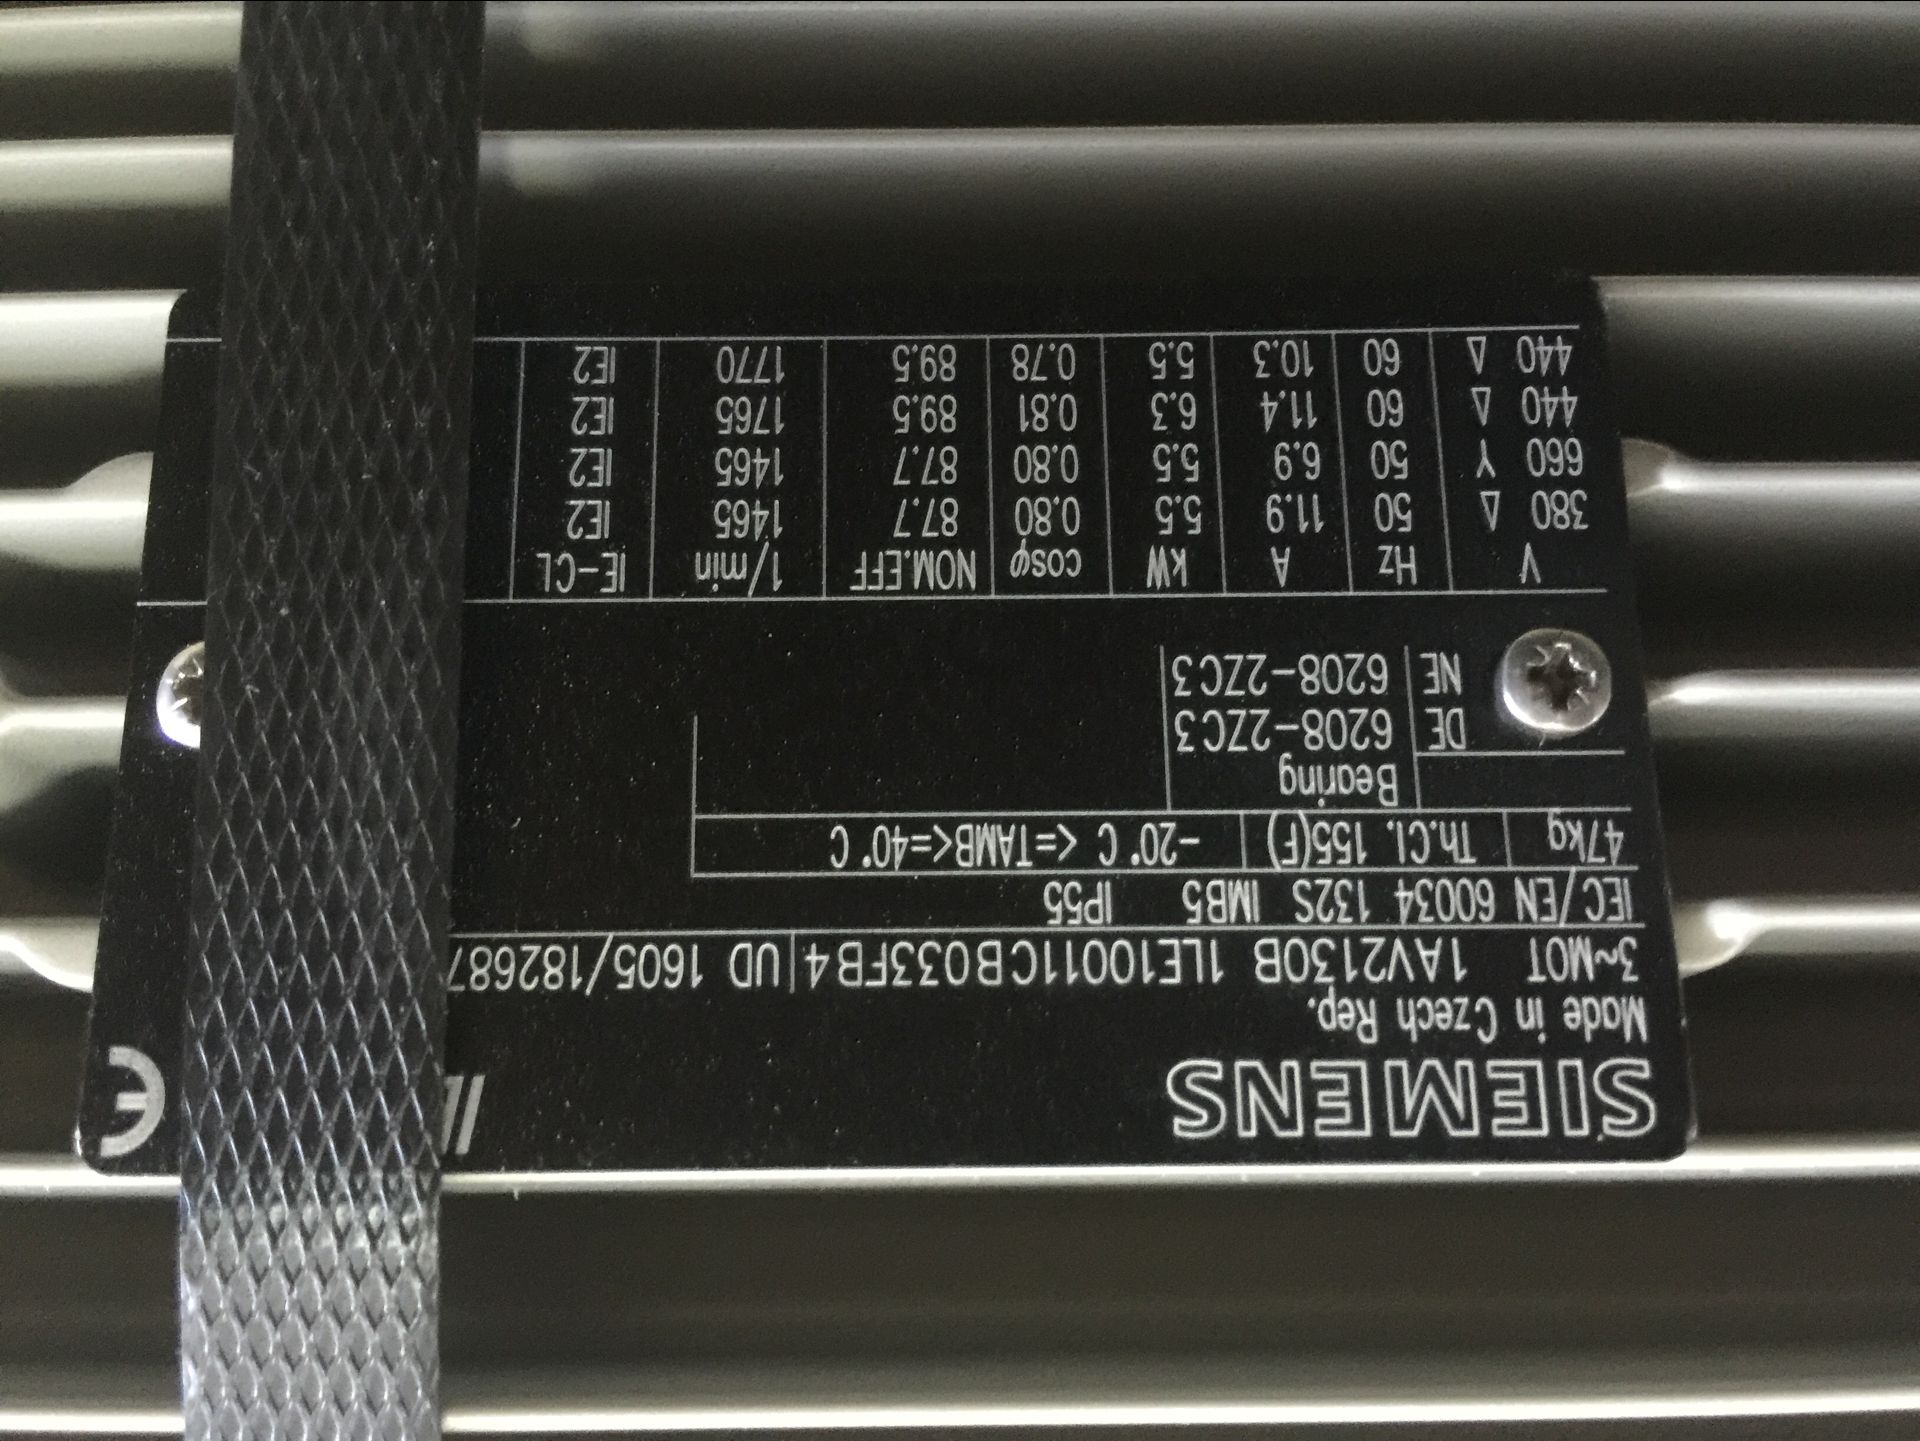 SIEMENS
Made in Czech Rep.
3~MOT 1AV2130B 1LE10011CB033FB4 UD 1605/182687
IEC/EN 60034 132S IMB5 IP55
47kg Th.Cl. 155(F) -20°C <=TAMB<=40°C
Bearing
DE 6208-2ZC3
NE 6208-2ZC3
V Hz A kW cosφ NOM.EFF 1/min IE-CL
380 Δ 50 11.9 5.5 0.80 87.7 1465 IE2
660 Y 50 6.9 5.5 0.80 87.7 1465 IE2
440 Δ 60 11.4 6.3 0.81 89.5 1765 IE2
440 Δ 60 10.3 5.5 0.78 89.5 1770 IE2